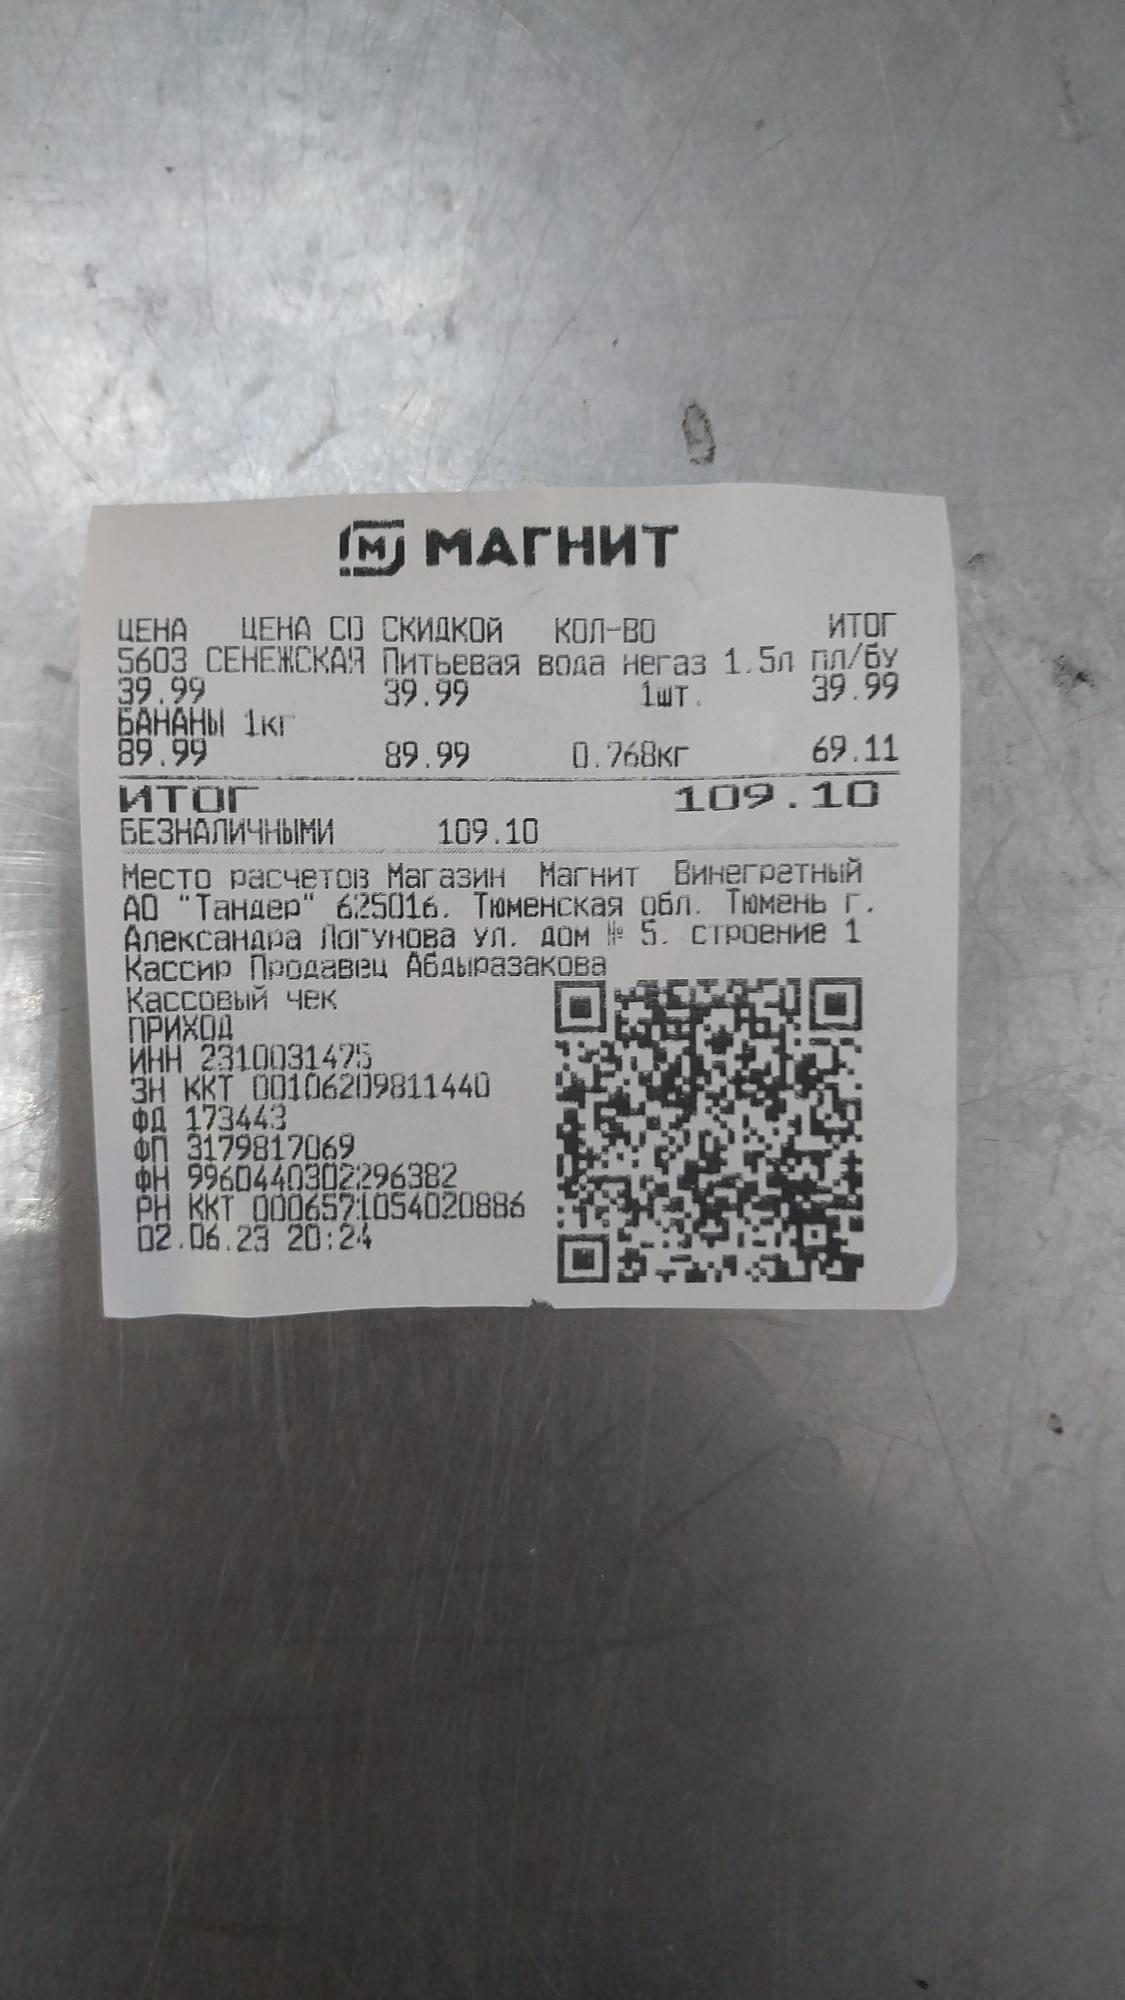 М МАГНИТ
ЦЕНА ЦЕНА СО СКИДКОЙ КОЛ-ВО ИТОГ
5603 СЕНЕЖСКАЯ Питьевая вода негаз 1.5л пл/бу
39.99 39.99 1шт. 39.99
БАНАНЫ 1кг
89.99 89.99 0.768кг 69.11
ИТОГ 109.10
БЕЗНАЛИЧНЫМИ 109.10
Место расчетов Магазин Магнит Винегретный
АО "Тандер" 625016. Тюменская обл. Тюмень г.
Александра Логунова ул. дом № 5. строение 1
Кассир Продавец Абдыразакова
Кассовый чек
ПРИХОД
ИНН 2310031475
ЗН ККТ 00106209811440
ФД 173443
ФП 3179817069
ФН 9960440302296382
РН ККТ 0006571054020886
02.06.23 20:24